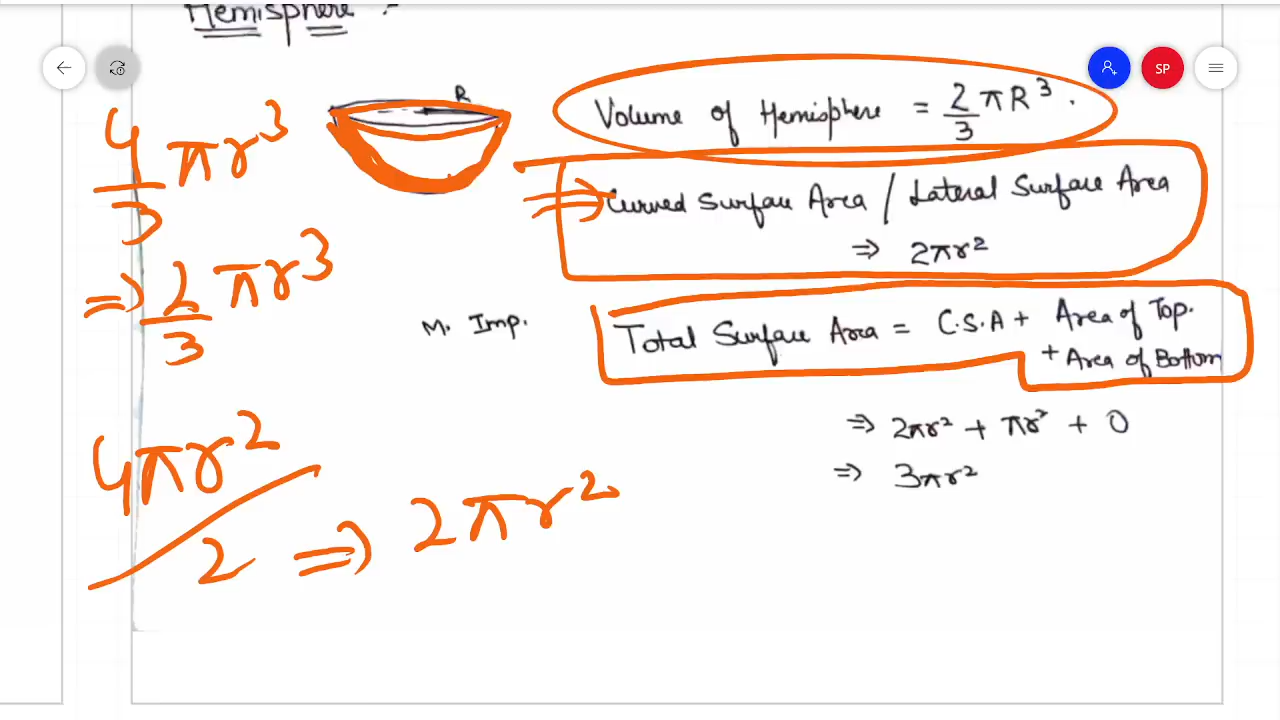 Hemisphere :-
SP
R
Volume of Hemisphere = 2/3 πR³.
4/3 πr³
Curved Surface Area / Lateral Surface Area
⇒ 2πr²
⇒ 2/3 πr³
M. Imp.
Total Surface Area = C.S.A + Area of Top.
+ Area of Bottom
⇒ 2πr² + πr² + 0
⇒ 3πr²
4πr²/2 ⇒ 2πr²